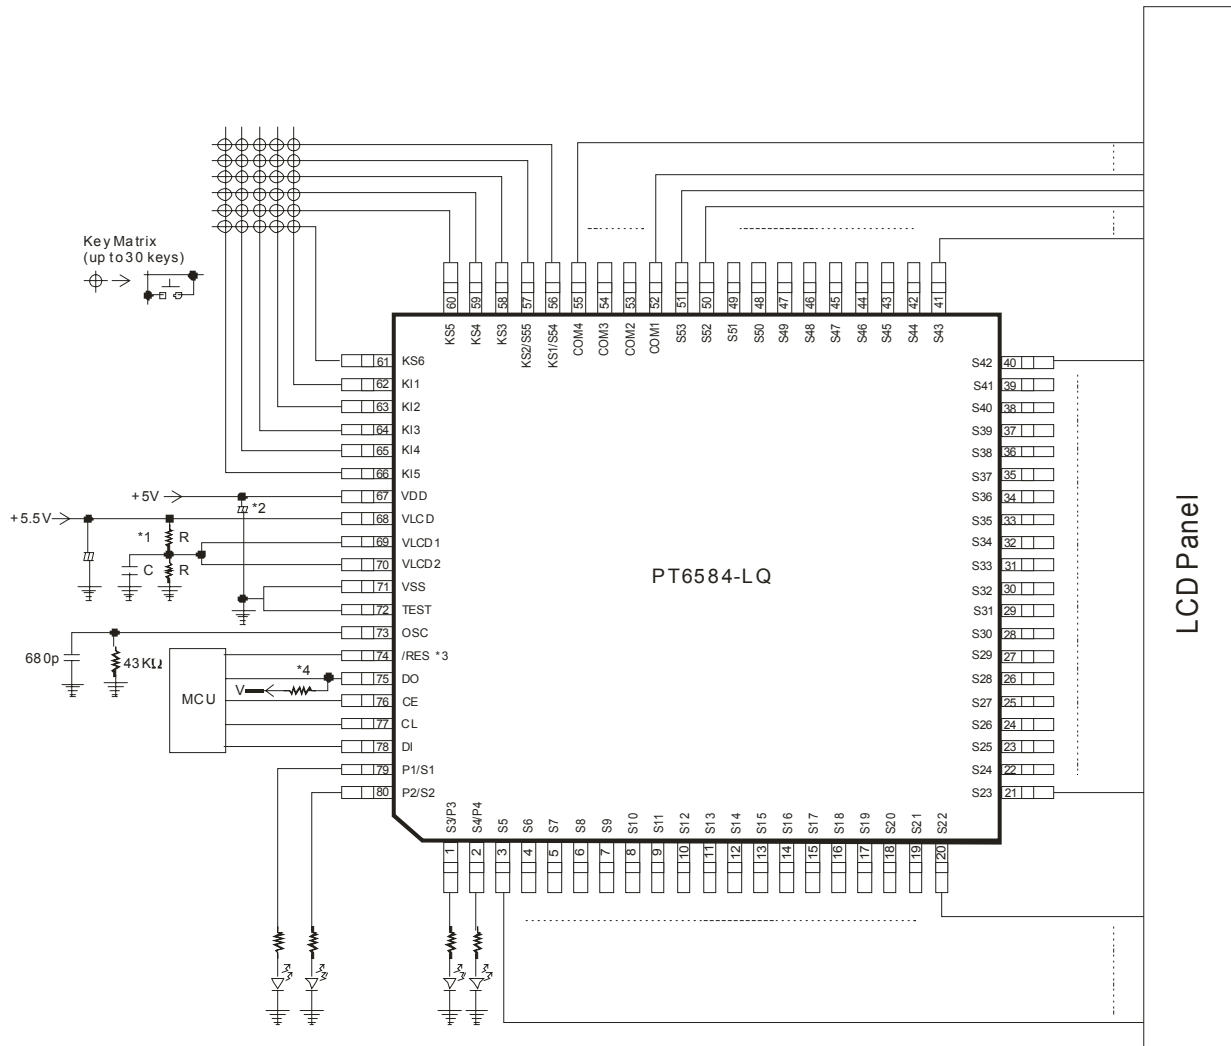 Key Matrix
(up to 30 keys)
60 59 58 57 56 55 54 53 52 51 50 49 48 47 46 45 44 43 42 41
KS5 KS4 KS3 KS2/S55 KS1/S54 COM4 COM3 COM2 COM1 S53 S52 S51 S50 S49 S48 S47 S46 S45 S44 S43
61 KS6
62 KI1
63 KI2
64 KI3
65 KI4
66 KI5
+5V 67 VDD
*2
+5.5V 68 VLCD
*1 R
69 VLCD1
C R
70 VLCD2
71 VSS
72 TEST
73 OSC
680p 43KΩ
MCU
74 /RES *3
*4
V
75 DO
76 CE
77 CL
78 DI
79 P1/S1
80 P2/S2
PT6584-LQ
S42 40
S41 39
S40 38
S39 37
S38 36
S37 35
S36 34
S35 33
S34 32
S33 31
S32 30
S31 29
S30 28
S29 27
S28 26
S27 25
S26 24
S25 23
S24 22
S23 21
LCD Panel
S3/P3 S4/P4 S5 S6 S7 S8 S9 S10 S11 S12 S13 S14 S15 S16 S17 S18 S19 S20 S21 S22
1 2 3 4 5 6 7 8 9 10 11 12 13 14 15 16 17 18 19 20